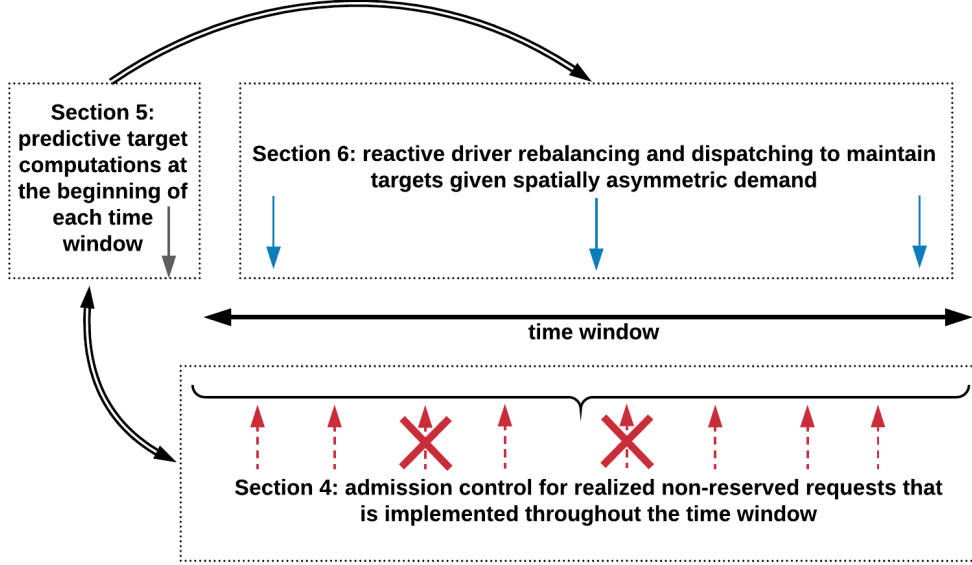 Section 5:
predictive target
computations at
the beginning of
each time
window
Section 6: reactive driver rebalancing and dispatching to maintain
targets given spatially asymmetric demand
time window
Section 4: admission control for realized non-reserved requests that
is implemented throughout the time window